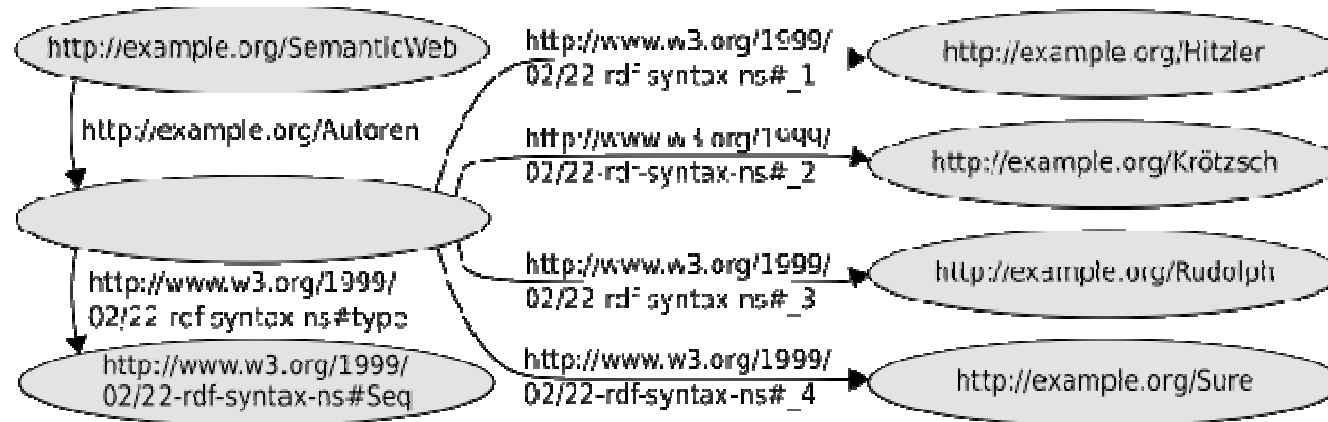 http://example.org/SemanticWeb
http://example.org/Autoren
http://www.w3.org/1999/
02/22-rdf-syntax-ns#type
http://www.w3.org/1999/
02/22-rdf-syntax-ns#Seq
http://www.w3.org/1999/
02/22-rdf-syntax-ns#_1
http://example.org/Hitzler
http://www.w3.org/1999/
02/22-rdf-syntax-ns#_2
http://example.org/Krötzsch
http://www.w3.org/1999/
02/22-rdf-syntax-ns#_3
http://example.org/Rudolph
http://www.w3.org/1999/
02/22-rdf-syntax-ns#_4
http://example.org/Sure